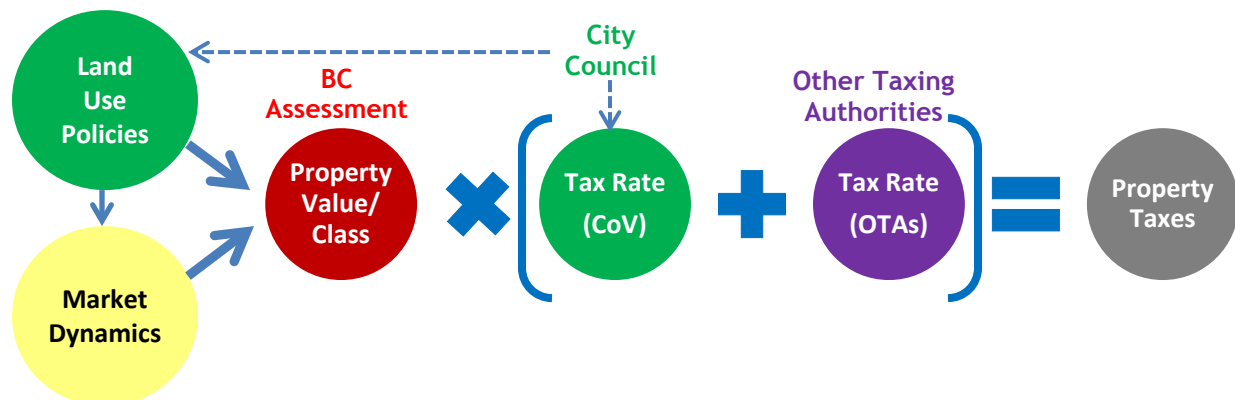 Land
Use
Policies
Market
Dynamics
BC
Assessment
Property
Value/
Class
City
Council
Tax Rate
(CoV)
Other Taxing
Authorities
Tax Rate
(OTAs)
Property
Taxes